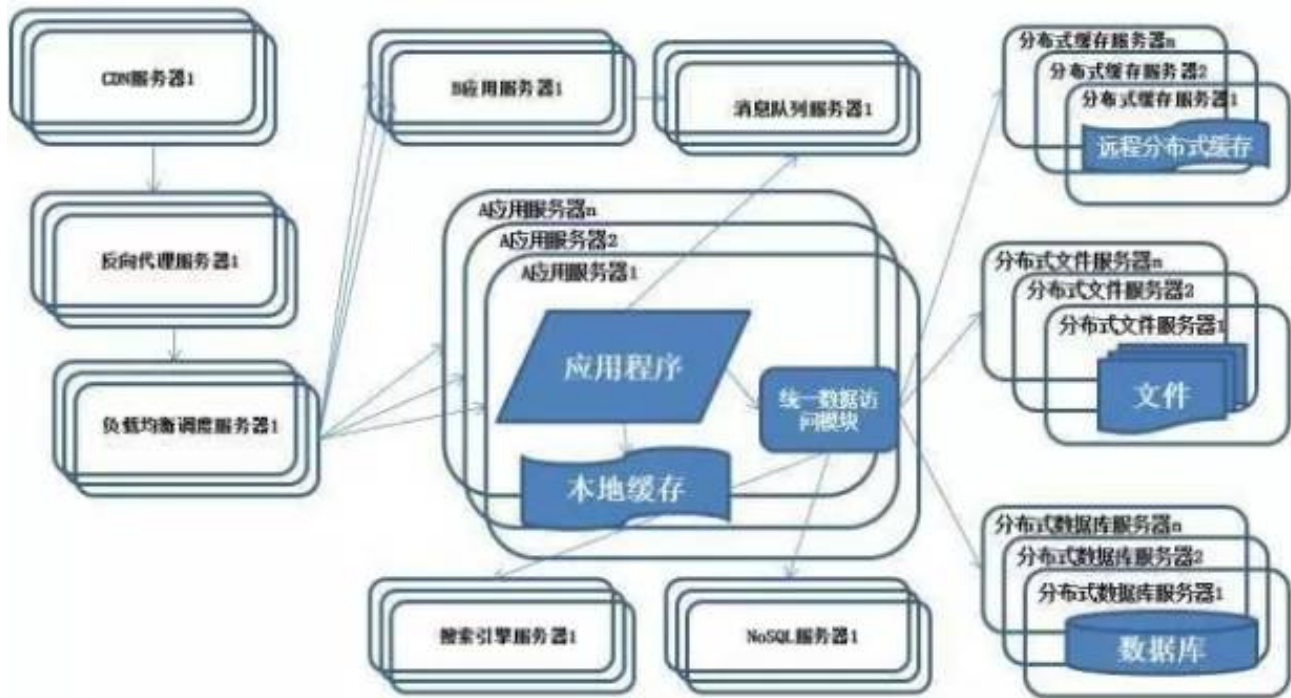 CDN服务器1
反向代理服务器1
负载均衡调度服务器1
B应用服务器1
消息队列服务器1
A应用服务器n
A应用服务器2
A应用服务器1
应用程序
统一数据访
问模块
本地缓存
搜索引擎服务器1
NoSQL服务器1
分布式缓存服务器n
分布式缓存服务器2
分布式缓存服务器1
远程分布式缓存
分布式文件服务器n
分布式文件服务器2
分布式文件服务器1
文件
分布式数据库服务器n
分布式数据库服务器2
分布式数据库服务器1
数据库